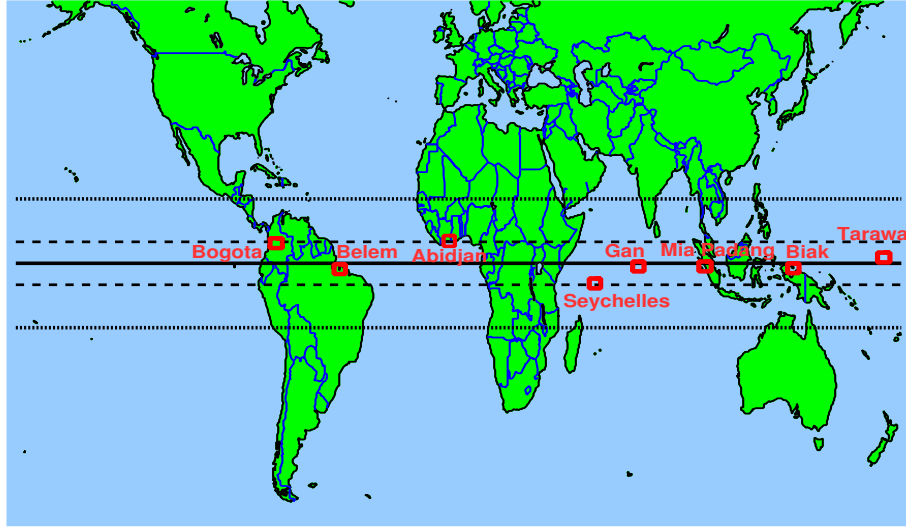 Tarawa
Bogota
Belem
Abidjan
Gan
Mia Padang
Biak
Seychelles